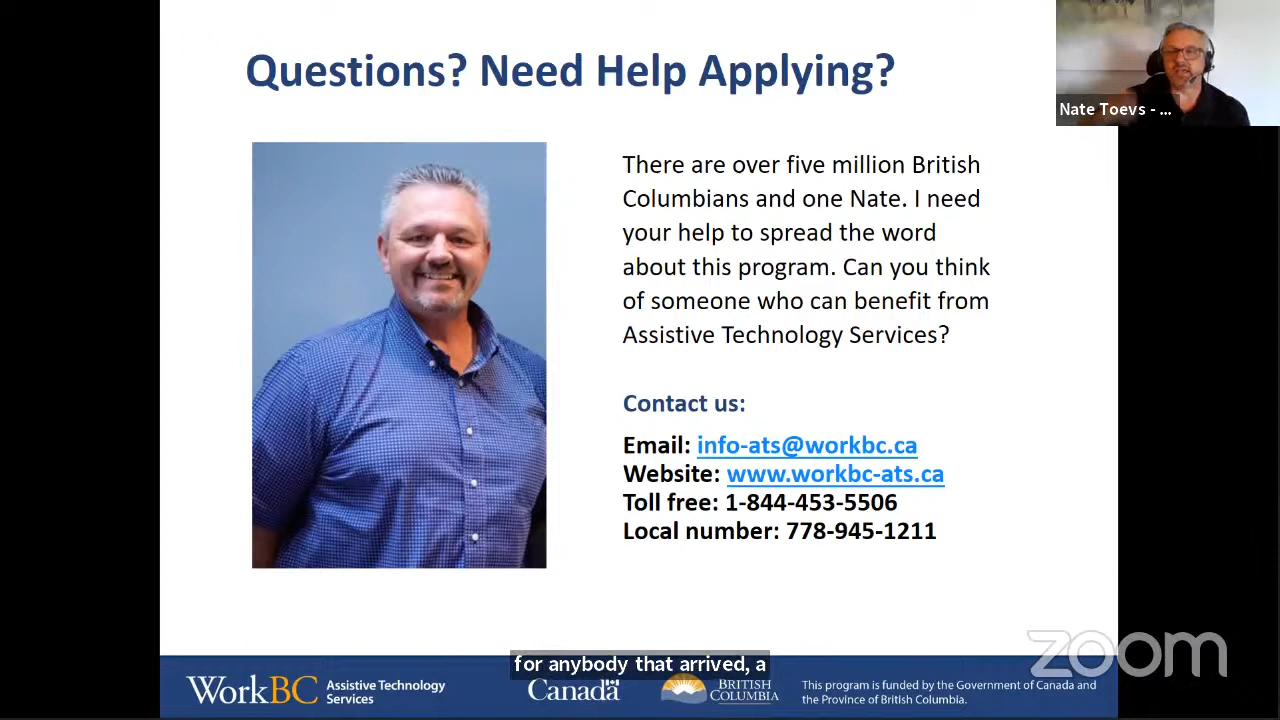 Questions? Need Help Applying?
Nate Toevs - ...
There are over five million British
Columbians and one Nate. I need
your help to spread the word
about this program. Can you think
of someone who can benefit from
Assistive Technology Services?
Contact us:
Email: info-ats@workbc.ca
Website: www.workbc-ats.ca
Toll free: 1-844-453-5506
Local number: 778-945-1211
zoom
for anybody that arrived, a
WorkBC
Assistive Technology
Services
Canada
BRITISH
COLUMBIA
This program is funded by the Government of Canada and
the Province of British Columbia.